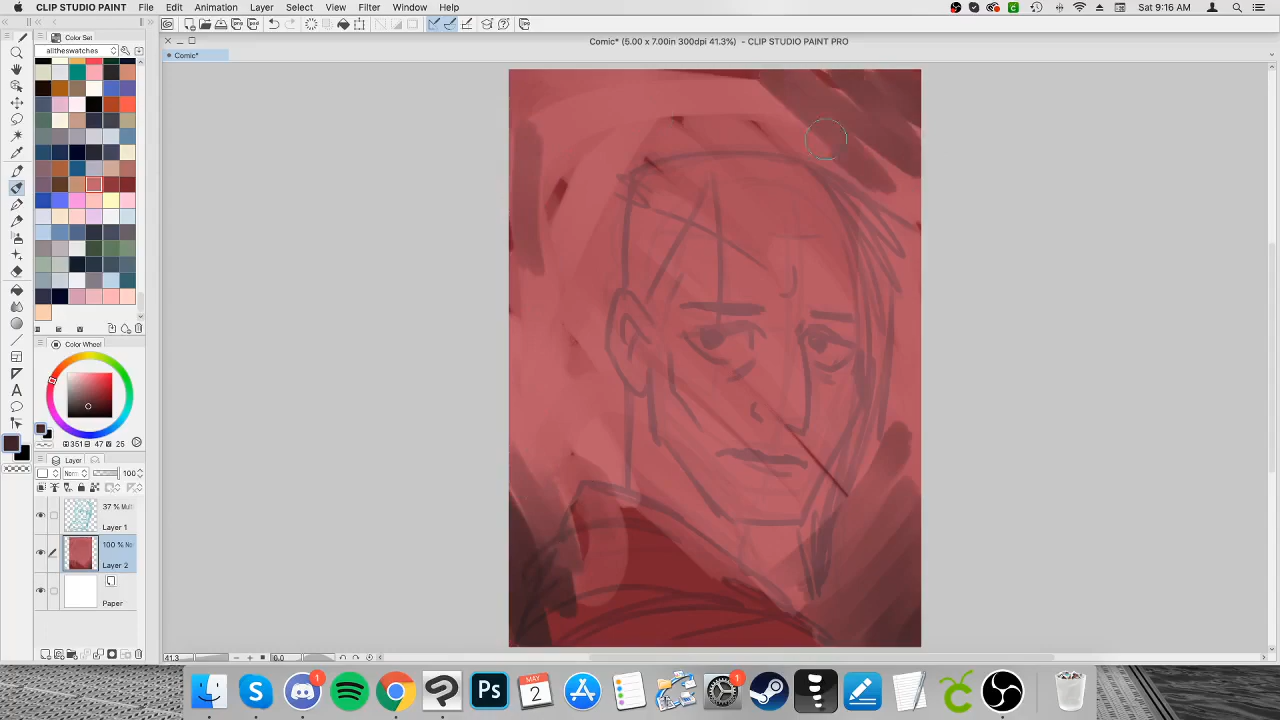 CLIP STUDIO PAINT File Edit Animation Layer Select View Filter Window Help Sat 9:16 AM
Comic* (5.00 x 7.00in 300dpi 41.3%) - CLIP STUDIO PAINT PRO
Color Set
Comic*
alltheswatches
Color Wheel
351 47 25
Layer
100
37 %
Layer 1
100 %
Layer 2
Paper
41.3 0.0
1 1
Ps
MAY
2